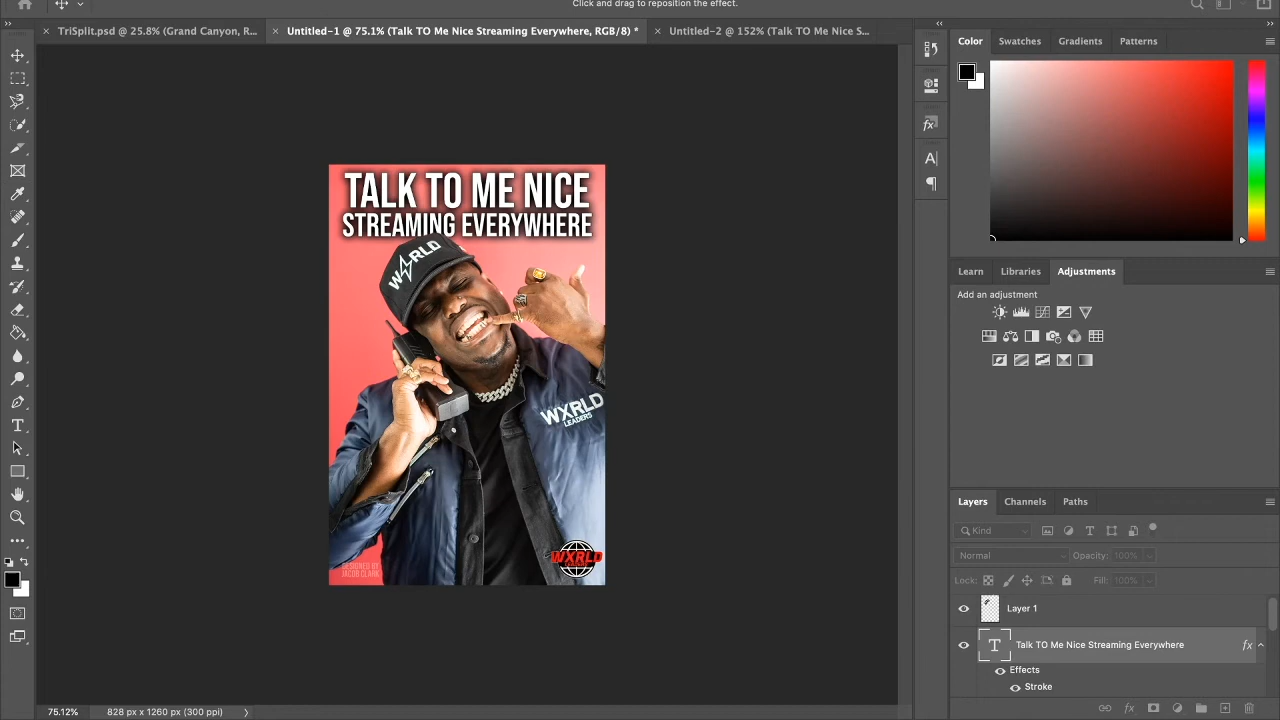 Click and drag to reposition the effect.
TriSplit.psd @ 25.8% (Grand Canyon, R...
Untitled-1 @ 75.1% (Talk TO Me Nice Streaming Everywhere, RGB/8) *
Untitled-2 @ 152% (Talk TO Me Nice S...
Color
Swatches
Gradients
Patterns
TALK TO ME NICE
STREAMING EVERYWHERE
WXRLD
WXRLD
LEADERS
WXRLD
LEADERS
DESIGNED BY
JACOB CLARK
Learn
Libraries
Adjustments
Add an adjustment
Layers
Channels
Paths
Kind
Normal
Opacity: 100%
Lock:
Fill: 100%
Layer 1
T
Talk TO Me Nice Streaming Everywhere
fx
Effects
Stroke
75.12%
828 px x 1260 px (300 ppi)